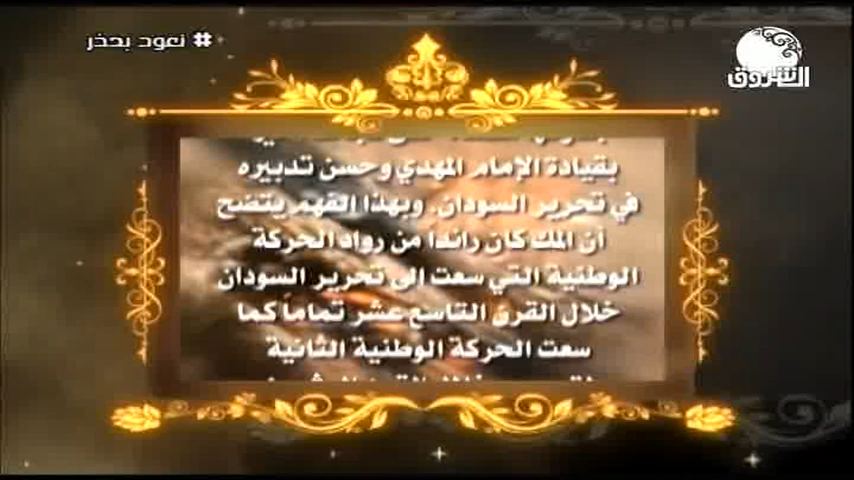 # نعود بحذر
الشروق
بقيادة الإمام المهدي وحسن تدبيره
في تحرير السودان. وبهذا الفهم يتضح
أن المك كان رائداً من رواد الحركة
الوطنية التي سعت الى تحرير السودان
خلال القرن التاسع عشر تماماً كما
سعت الحركة الوطنية الثانية